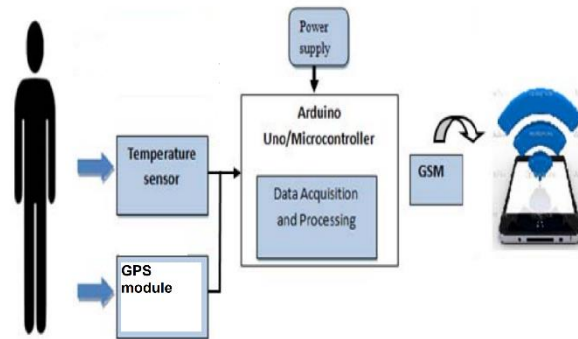 Power
supply
Arduino
Uno/Microcontroller
Temperature
sensor
Data Acquisition
and Processing
GSM
GPS
module